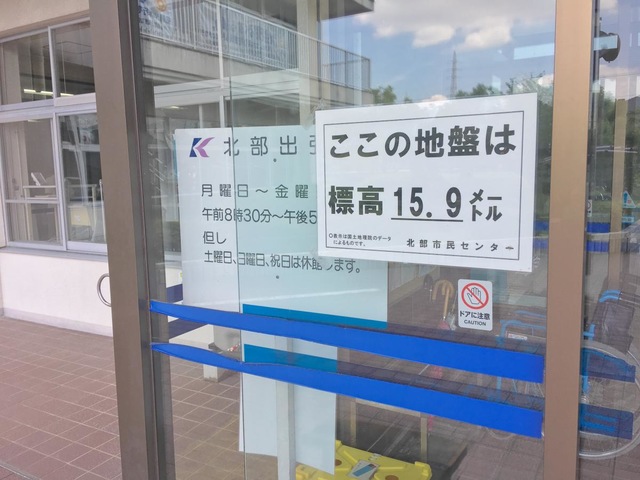 北部出
月曜日～金曜
午前8時30分～午後5
但し
土曜日、日曜日、祝日は休館します。
ここの地盤は
標高 15.9 メートル
〇表示は国土地理院のデータ
によるものです。
北部市民センター
ドアに注意
CAUTION